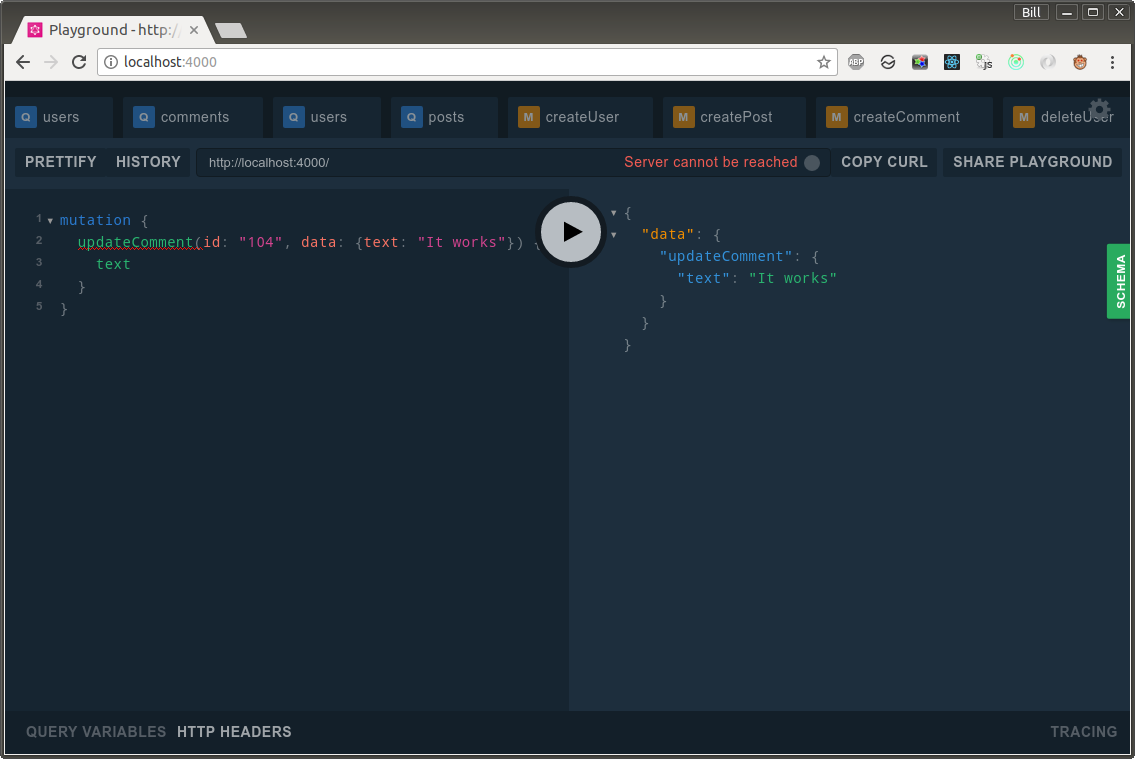 Bill
Playground - http:/
localhost:4000
ABP
js
Q users
Q comments
Q users
Q posts
M createUser
M createPost
M createComment
M deleteUser
PRETTIFY HISTORY http://localhost:4000/ Server cannot be reached COPY CURL SHARE PLAYGROUND
1 mutation {
2 updateComment(id: "104", data: {text: "It works"}) {
3 text
4 }
5 }
{
"data": {
"updateComment": {
"text": "It works"
}
}
}
SCHEMA
QUERY VARIABLES HTTP HEADERS TRACING